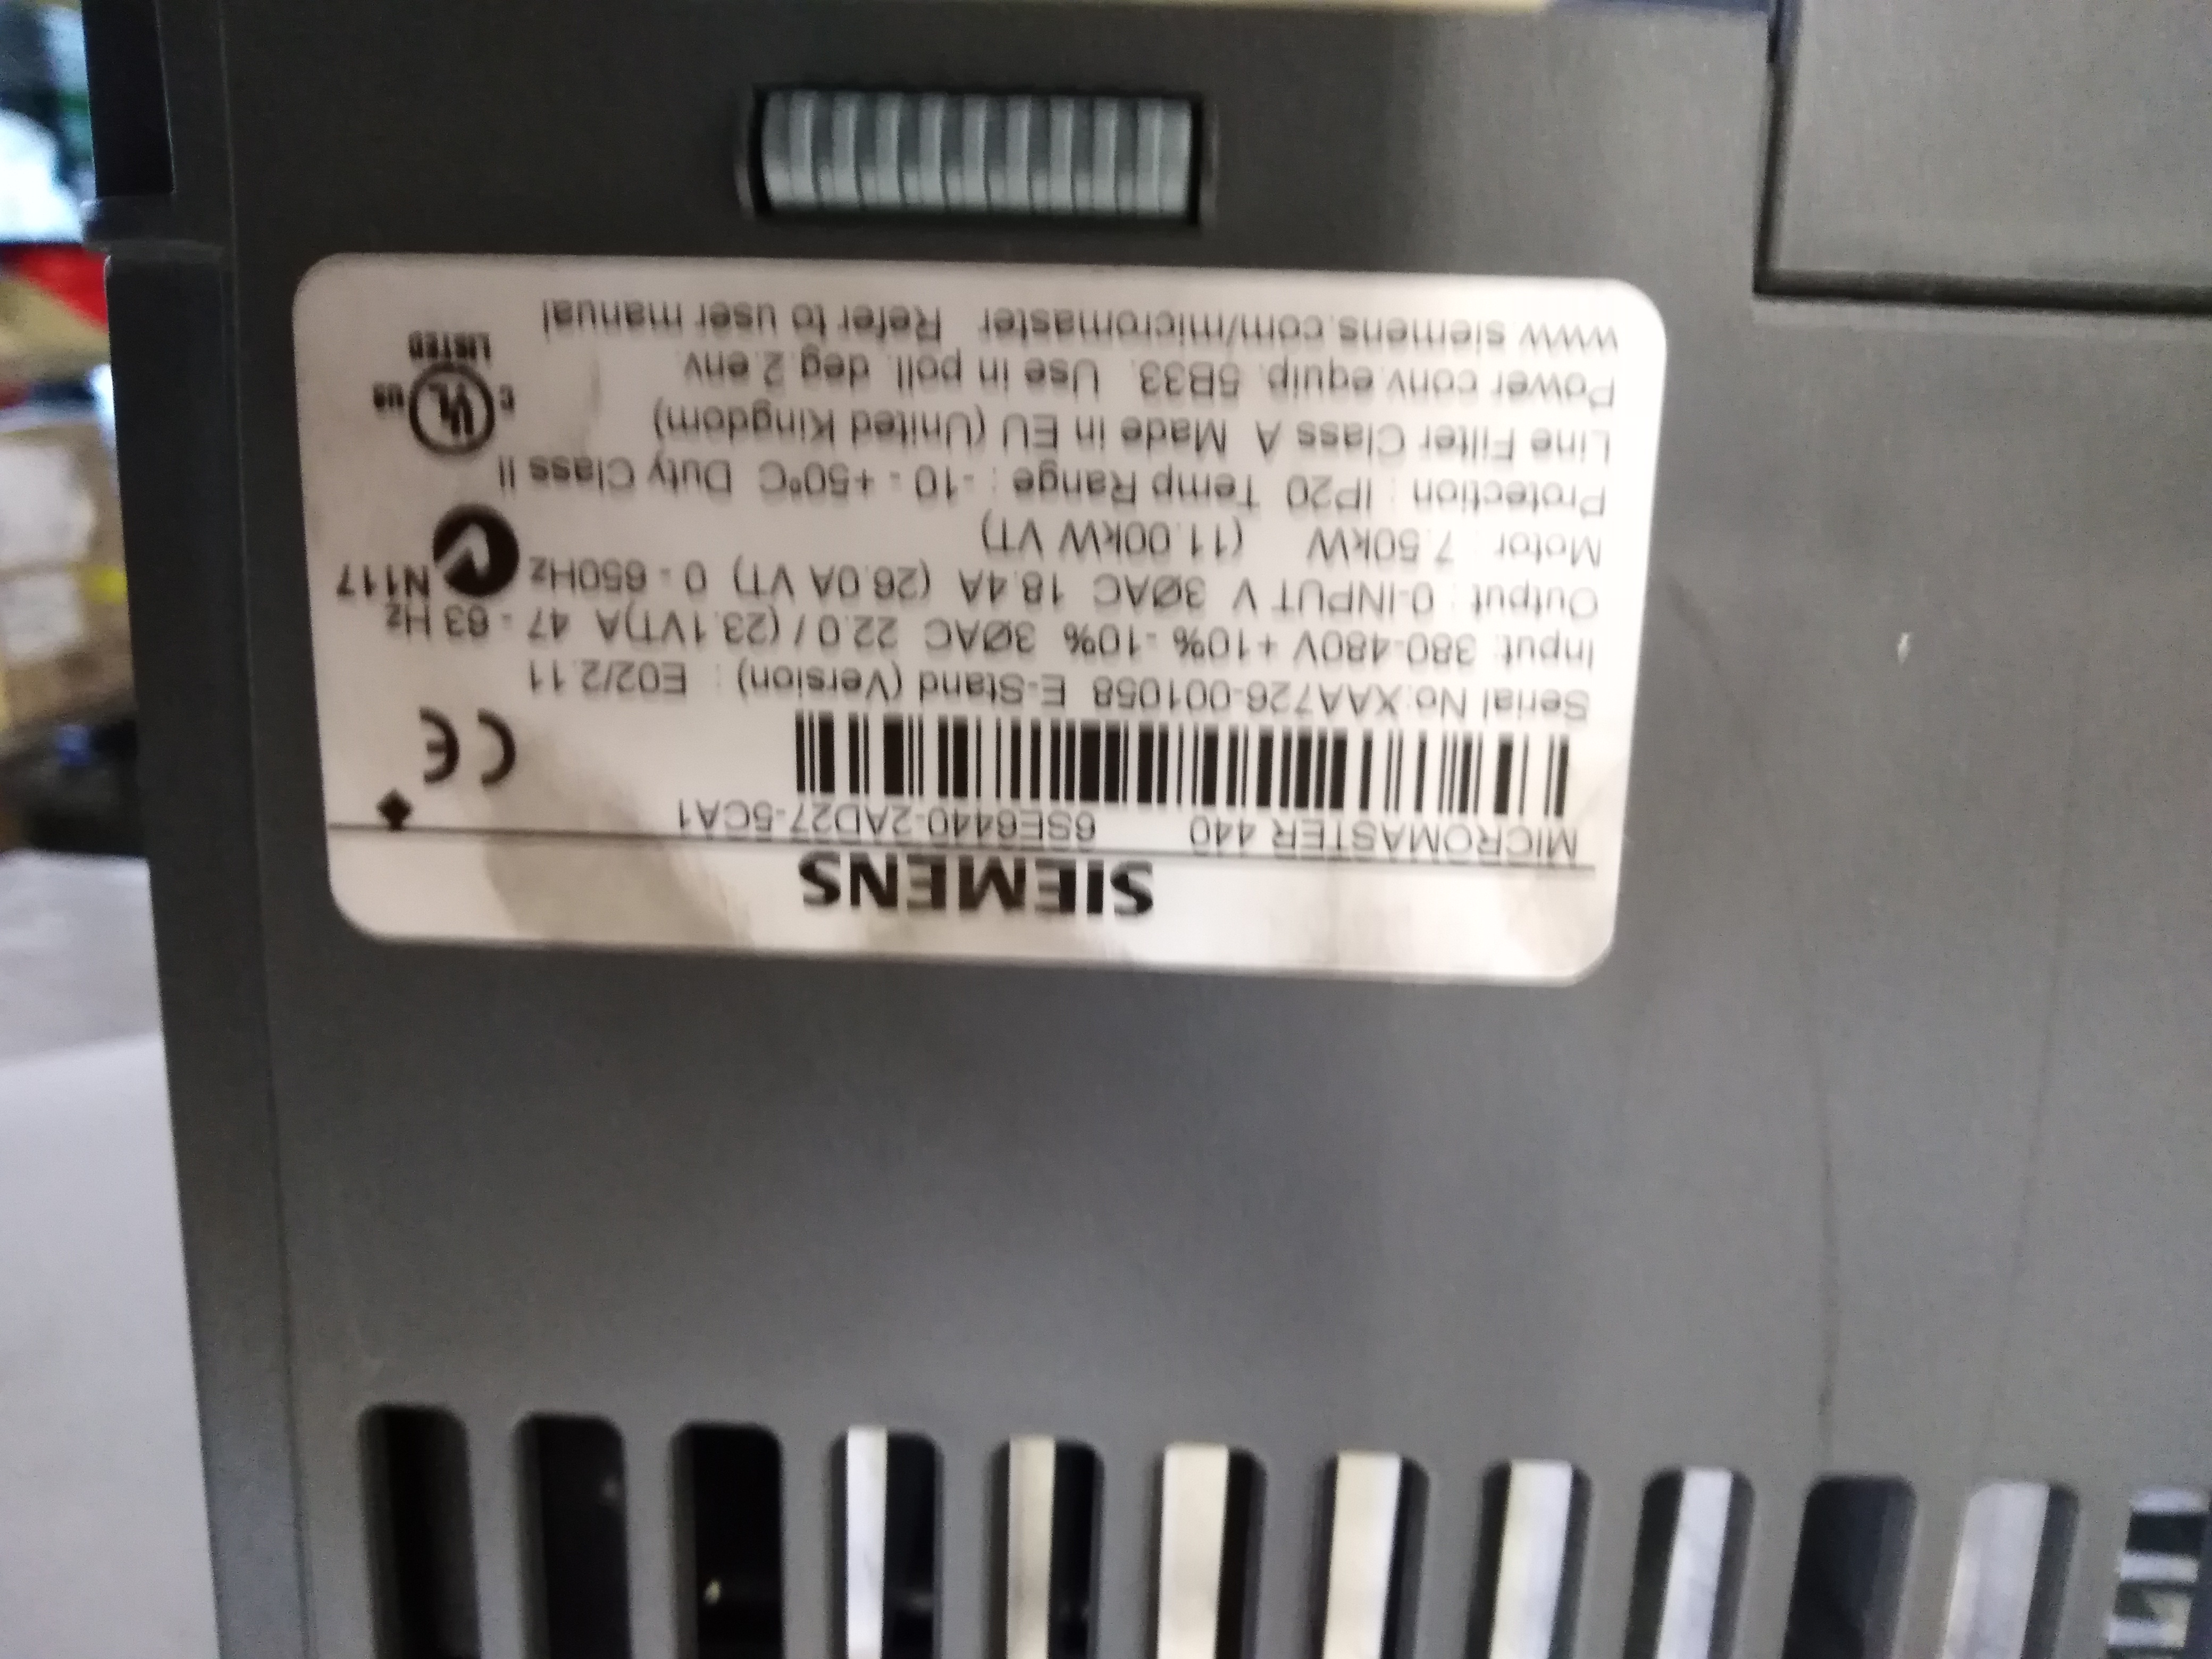 SIEMENS
MICROMASTER 440 6SE6440-2AD27-5CA1
CE
Serial No:XAA726-001058 E-Stand (Version) : E02/2.11
Input: 380-480V +10% -10% 3ØAC 22.0 / (23.1VT)A 47 - 63 Hz
Output : 0-INPUT V 3ØAC 18.4A (26.0A VT) 0 - 650Hz
N117
Motor : 7.50kW (11.00kW VT)
Protection : IP20 Temp Range : -10 - +50°C Duty Class II
Line Filter Class A Made in EU (United Kingdom)
C UL US
LISTED
Power conv.equip. 5B33. Use in poll. deg.2 env.
www.siemens.com/micromaster Refer to user manual